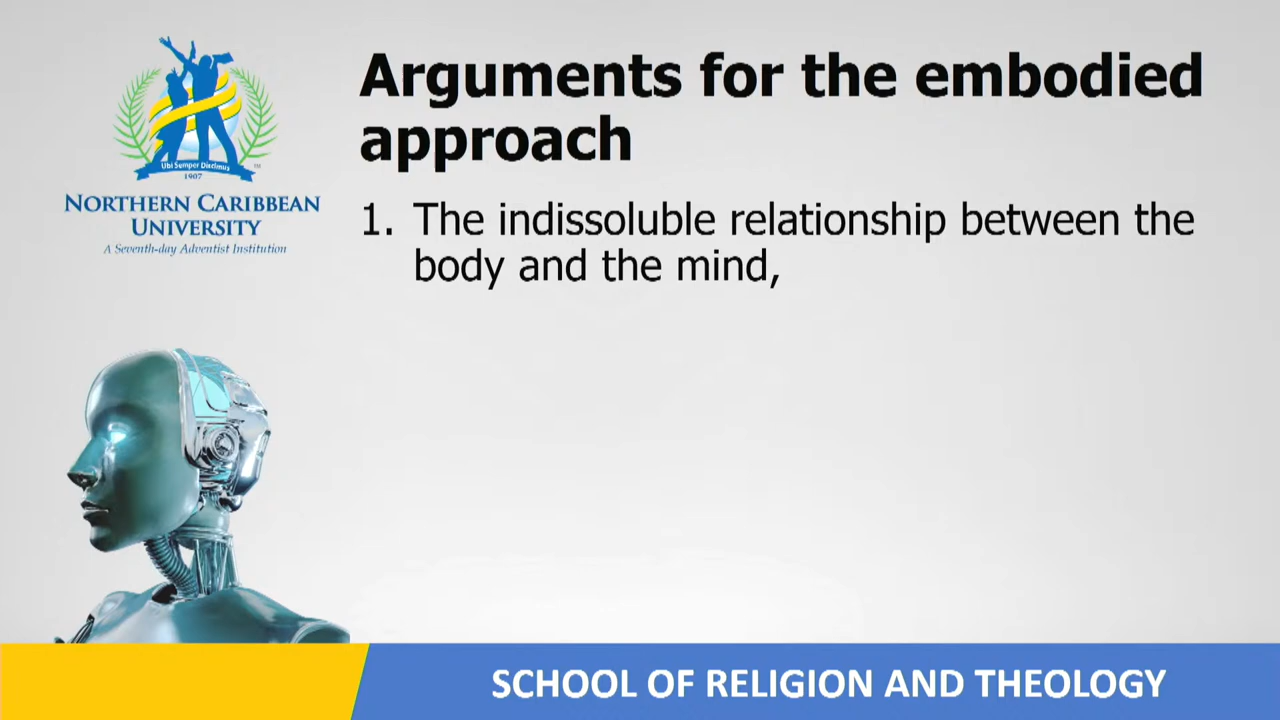 Arguments for the embodied
approach
1. The indissoluble relationship between the
body and the mind,
Ubi Semper Discimus
SM
1907
NORTHERN CARIBBEAN
UNIVERSITY
A Seventh-day Adventist Institution
SCHOOL OF RELIGION AND THEOLOGY